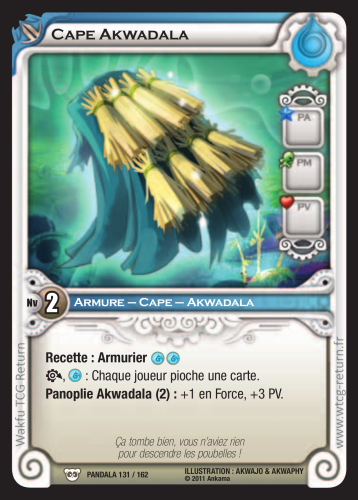 Cape Akwadala
PA
PM
PV
Nv 2 Armure – Cape – Akwadala
Recette : Armurier
, : Chaque joueur pioche une carte.
Panoplie Akwadala (2) : +1 en Force, +3 PV.
Ça tombe bien, vous n'aviez rien
pour descendre les poubelles !
PANDALA 131 / 162
ILLUSTRATION : AKWAJO & AKWAPHY
© 2011 Ankama
Wakfu TCG Return
www.wtcg-return.fr